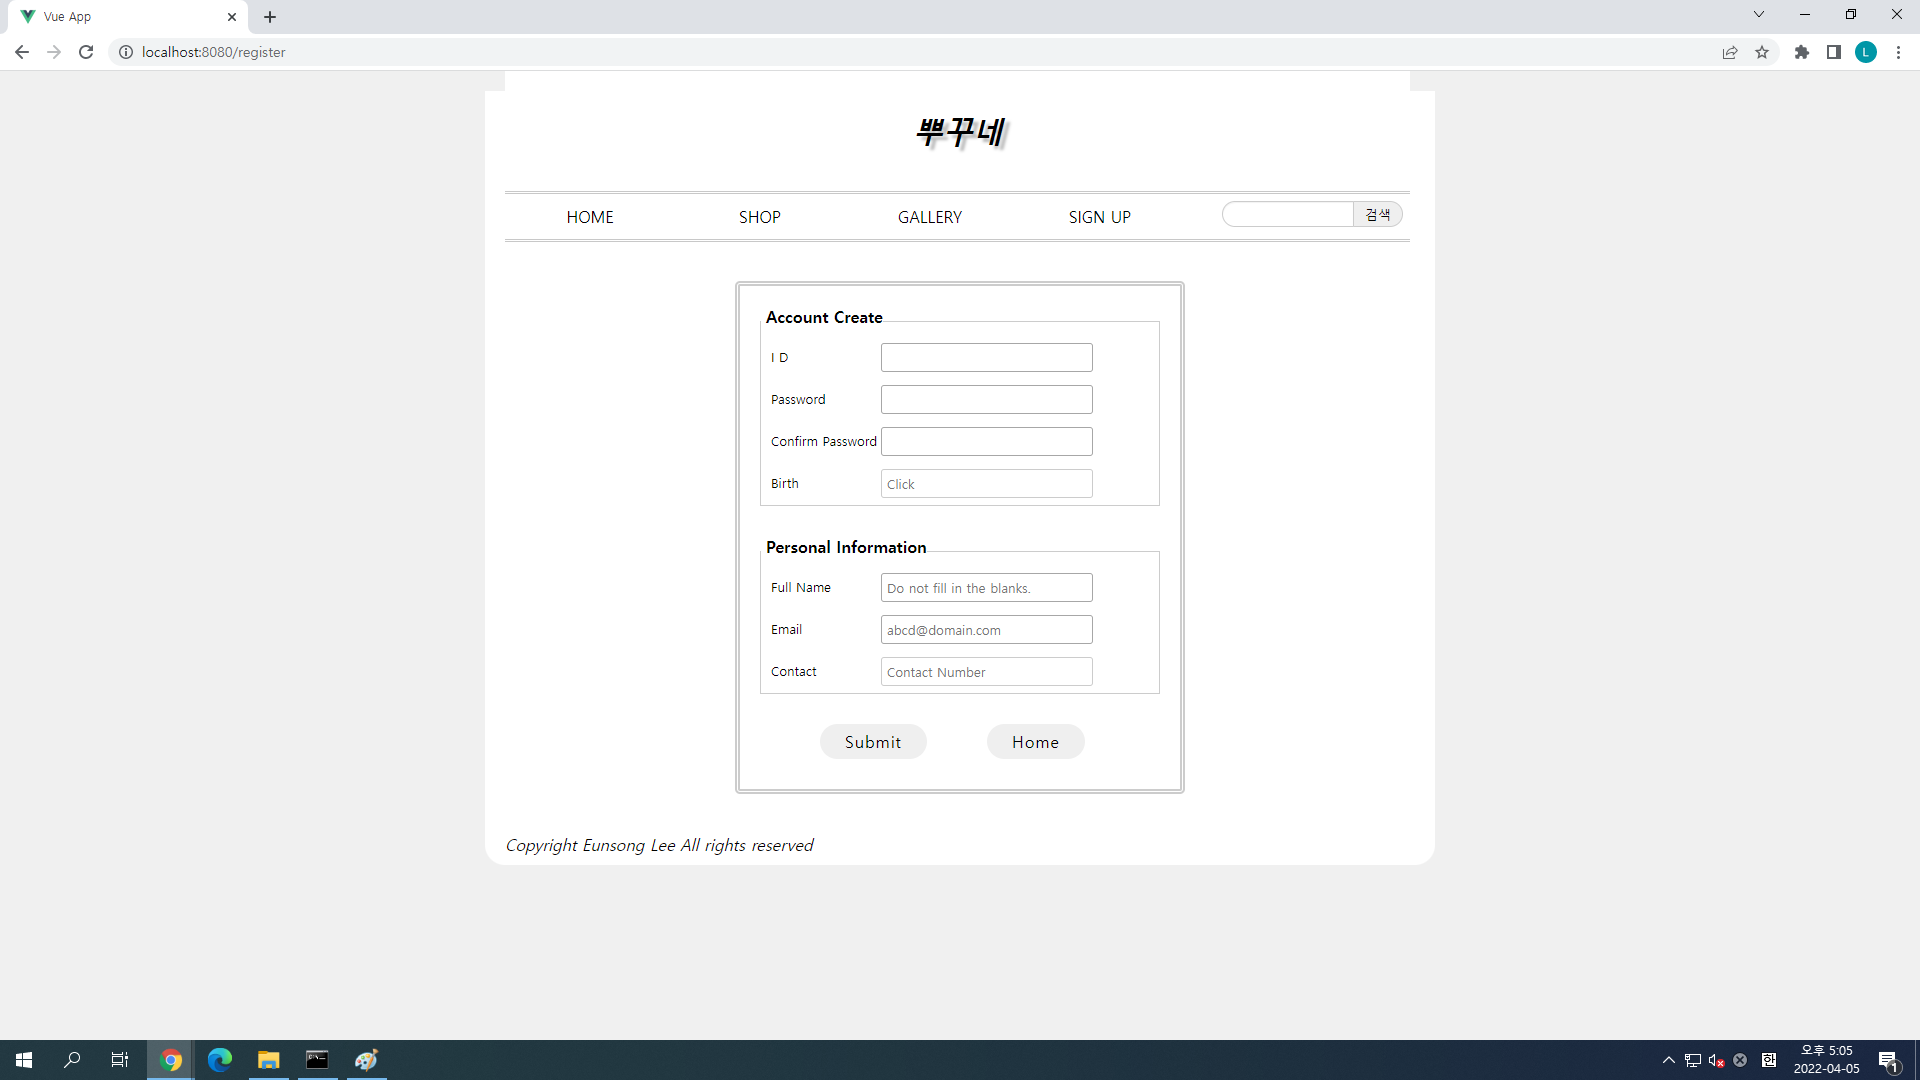 Vue App
localhost:8080/register
L
뿌꾸네
HOME SHOP GALLERY SIGN UP 검색
Account Create
I D
Password
Confirm Password
Birth Click
Personal Information
Full Name Do not fill in the blanks.
Email abcd@domain.com
Contact Contact Number
Submit Home
Copyright Eunsong Lee All rights reserved
한
오후 5:05
2022-04-05
1